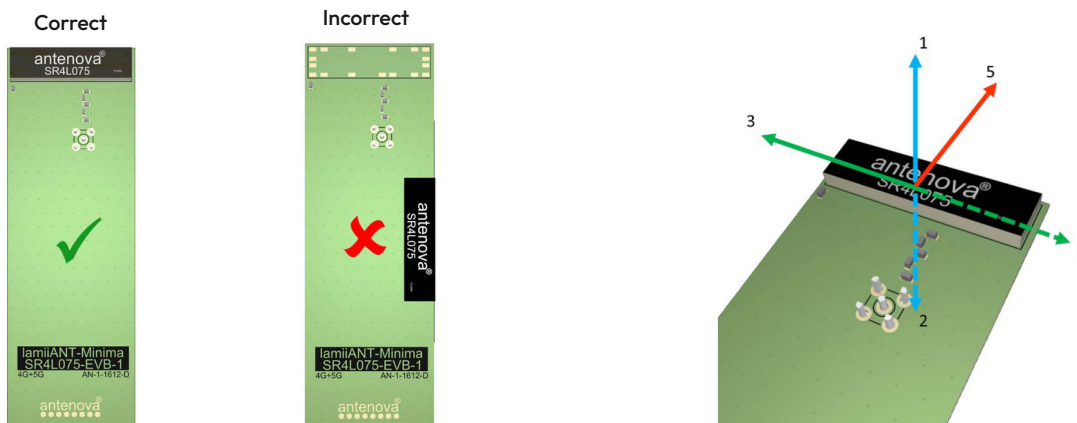 Correct
antenova®
SR4L075
lamiiANT-Minima
SR4L075-EVB-1
4G+5G AN-1-1612-D
antenova®
Incorrect
antenova®
SR4L075
lamiiANT-Minima
SR4L075-EVB-1
4G+5G AN-1-1612-D
antenova®
1
5
3
antenova®
SR4L075
2